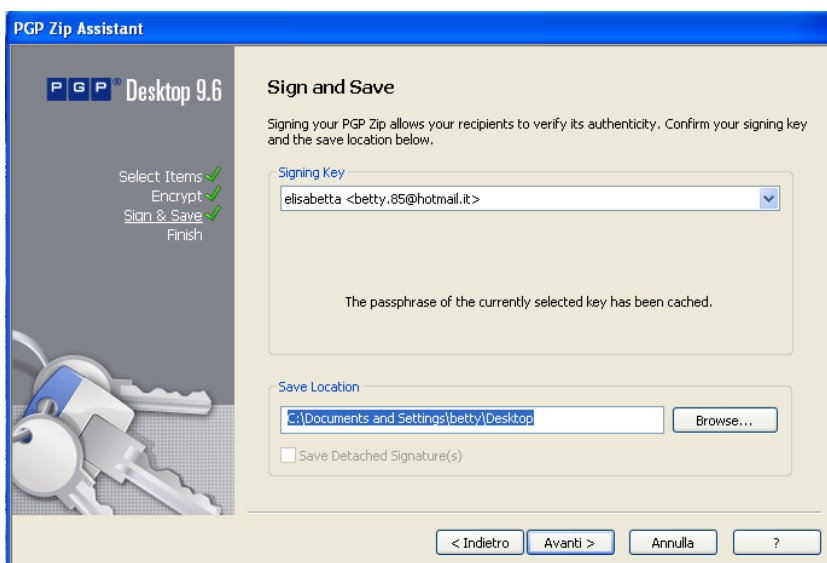 PGP Zip Assistant
PGP® Desktop 9.6
Select Items
Encrypt
Sign & Save
Finish
Sign and Save
Signing your PGP Zip allows your recipients to verify its authenticity. Confirm your signing key
and the save location below.
Signing Key
elisabetta <betty.85@hotmail.it>
The passphrase of the currently selected key has been cached.
Save Location
C:\Documents and Settings\betty\Desktop
Browse...
Save Detached Signature(s)
< Indietro
Avanti >
Annulla
?